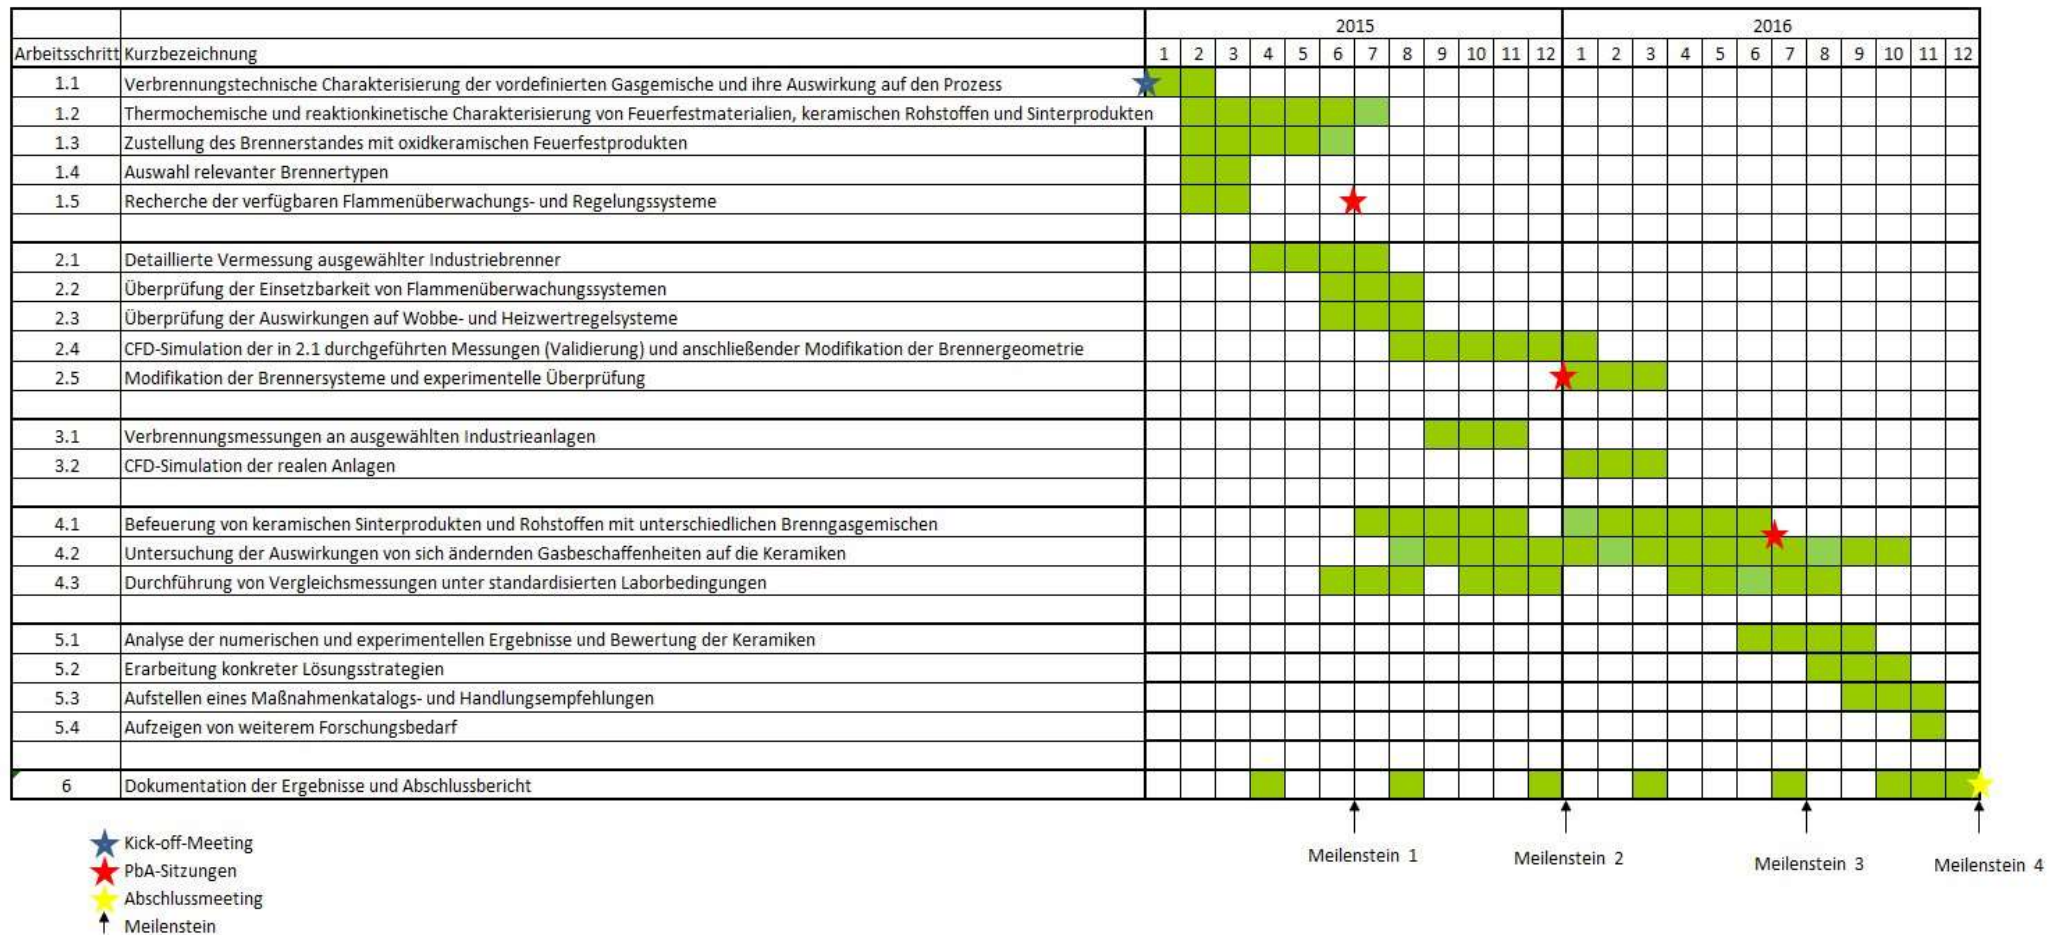 2015 2016
Arbeitsschritt Kurzbezeichnung 1 2 3 4 5 6 7 8 9 10 11 12 1 2 3 4 5 6 7 8 9 10 11 12
1.1 Verbrennungstechnische Charakterisierung der vordefinierten Gasgemische und ihre Auswirkung auf den Prozess
1.2 Thermochemische und reaktionkinetische Charakterisierung von Feuerfestmaterialien, keramischen Rohstoffen und Sinterprodukten
1.3 Zustellung des Brennerstandes mit oxidkeramischen Feuerfestprodukten
1.4 Auswahl relevanter Brennertypen
1.5 Recherche der verfügbaren Flammenüberwachungs- und Regelungssysteme
2.1 Detaillierte Vermessung ausgewählter Industriebrenner
2.2 Überprüfung der Einsetzbarkeit von Flammenüberwachungssystemen
2.3 Überprüfung der Auswirkungen auf Wobbe- und Heizwertregelsysteme
2.4 CFD-Simulation der in 2.1 durchgeführten Messungen (Validierung) und anschließender Modifikation der Brennergeometrie
2.5 Modifikation der Brennersysteme und experimentelle Überprüfung
3.1 Verbrennungsmessungen an ausgewählten Industrieanlagen
3.2 CFD-Simulation der realen Anlagen
4.1 Befeuerung von keramischen Sinterprodukten und Rohstoffen mit unterschiedlichen Brenngasgemischen
4.2 Untersuchung der Auswirkungen von sich ändernden Gasbeschaffenheiten auf die Keramiken
4.3 Durchführung von Vergleichsmessungen unter standardisierten Laborbedingungen
5.1 Analyse der numerischen und experimentellen Ergebnisse und Bewertung der Keramiken
5.2 Erarbeitung konkreter Lösungsstrategien
5.3 Aufstellen eines Maßnahmenkatalogs- und Handlungsempfehlungen
5.4 Aufzeigen von weiterem Forschungsbedarf
6 Dokumentation der Ergebnisse und Abschlussbericht
Meilenstein 1 Meilenstein 2 Meilenstein 3 Meilenstein 4
Kick-off-Meeting
PbA-Sitzungen
Abschlussmeeting
Meilenstein